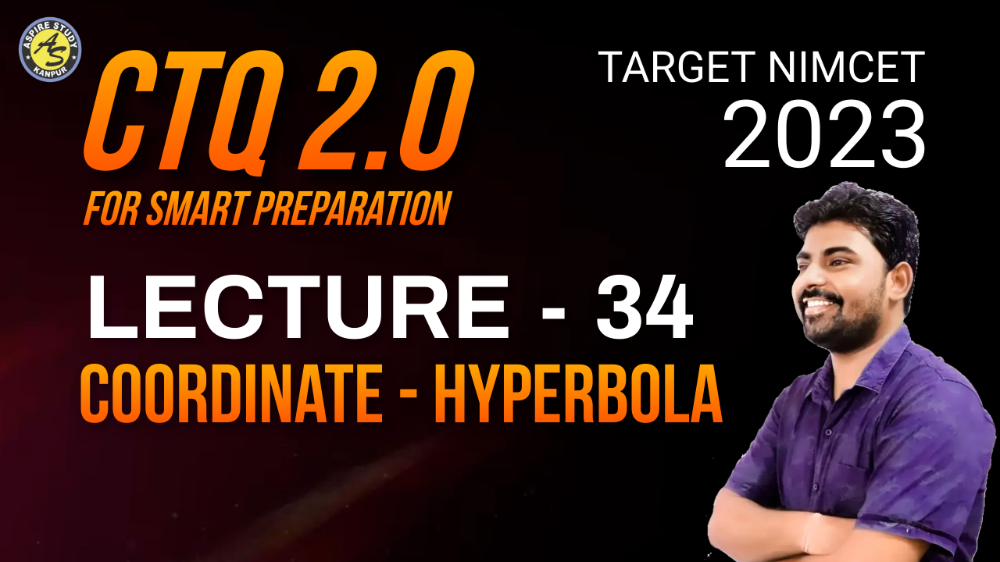 ASPIRE STUDY
AS
KANPUR
CTQ 2.0
FOR SMART PREPARATION
TARGET NIMCET
2023
LECTURE - 34
COORDINATE - HYPERBOLA